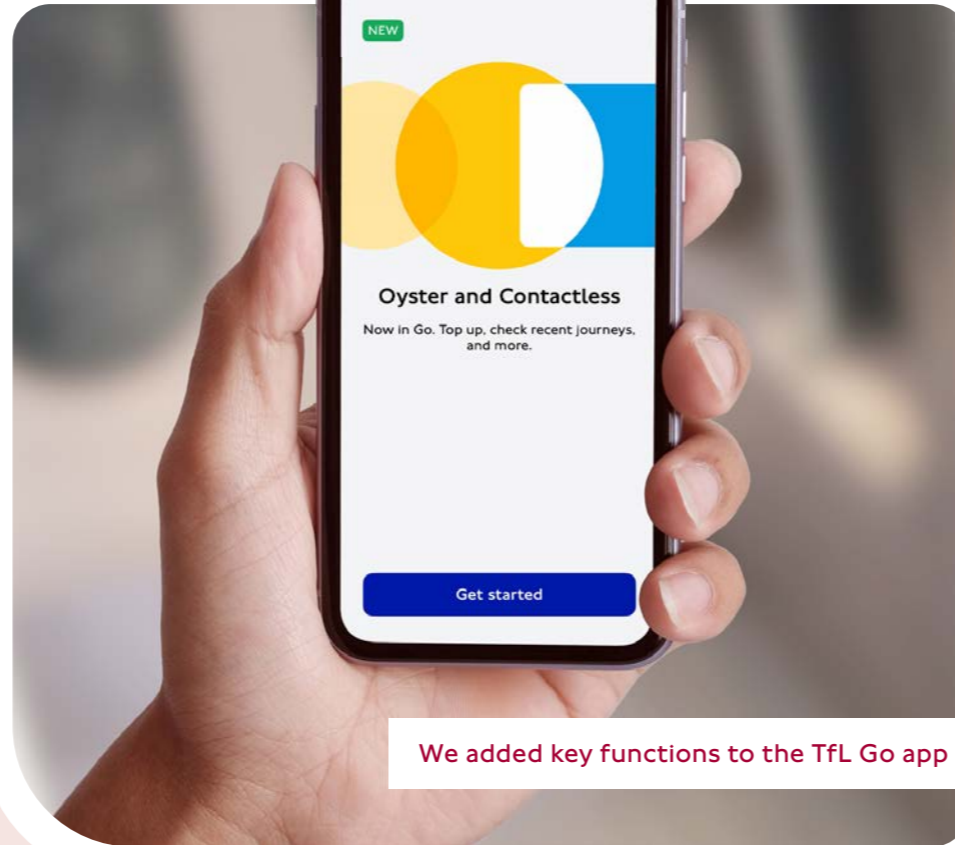 NEW
Oyster and Contactless
Now in Go. Top up, check recent journeys,
and more.
Get started
We added key functions to the TfL Go app